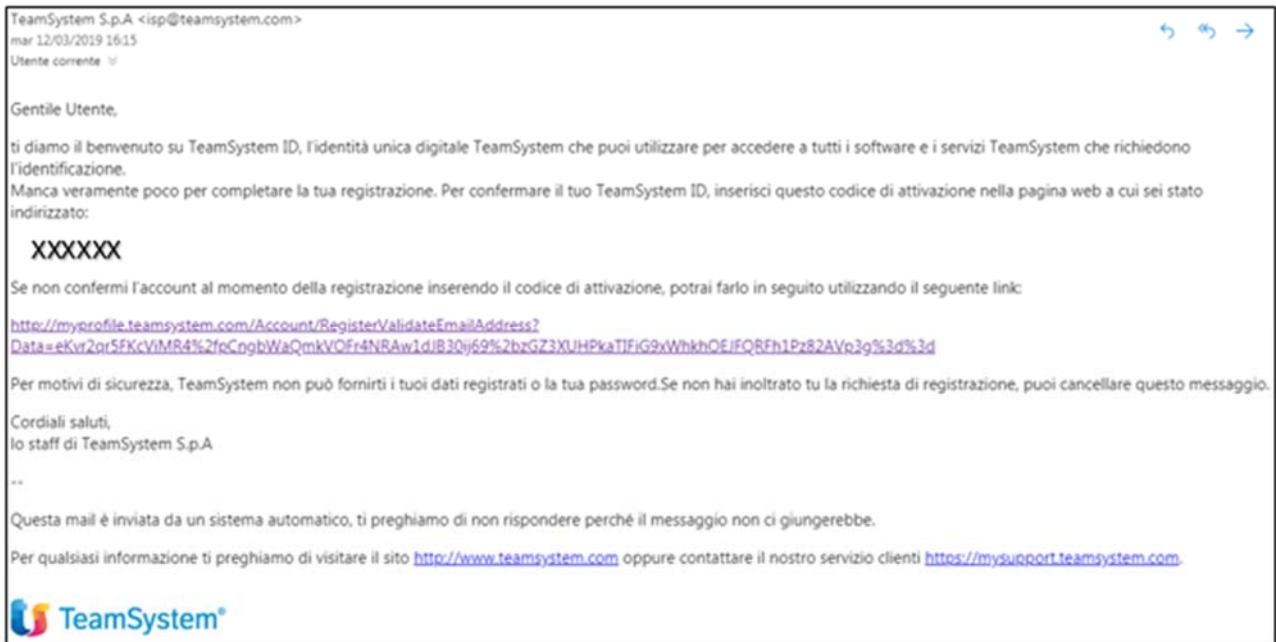 TeamSystem S.p.A <isp@teamsystem.com>
mar 12/03/2019 16:15
Utente corrente
Gentile Utente,
ti diamo il benvenuto su TeamSystem ID, l'identità unica digitale TeamSystem che puoi utilizzare per accedere a tutti i software e i servizi TeamSystem che richiedono
l'identificazione.
Manca veramente poco per completare la tua registrazione. Per confermare il tuo TeamSystem ID, inserisci questo codice di attivazione nella pagina web a cui sei stato
indirizzato:
XXXXXX
Se non confermi l'account al momento della registrazione inserendo il codice di attivazione, potrai farlo in seguito utilizzando il seguente link:
http://myprofile.teamsystem.com/Account/RegisterValidateEmailAddress?
Per motivi di sicurezza, TeamSystem non può fornirti i tuoi dati registrati o la tua password.Se non hai inoltrato tu la richiesta di registrazione, puoi cancellare questo messaggio.
Cordiali saluti,
lo staff di TeamSystem S.p.A
--
Questa mail è inviata da un sistema automatico, ti preghiamo di non rispondere perché il messaggio non ci giungerebbe.
Per qualsiasi informazione ti preghiamo di visitare il sito http://www.teamsystem.com oppure contattare il nostro servizio clienti https://mysupport.teamsystem.com.
TeamSystem®